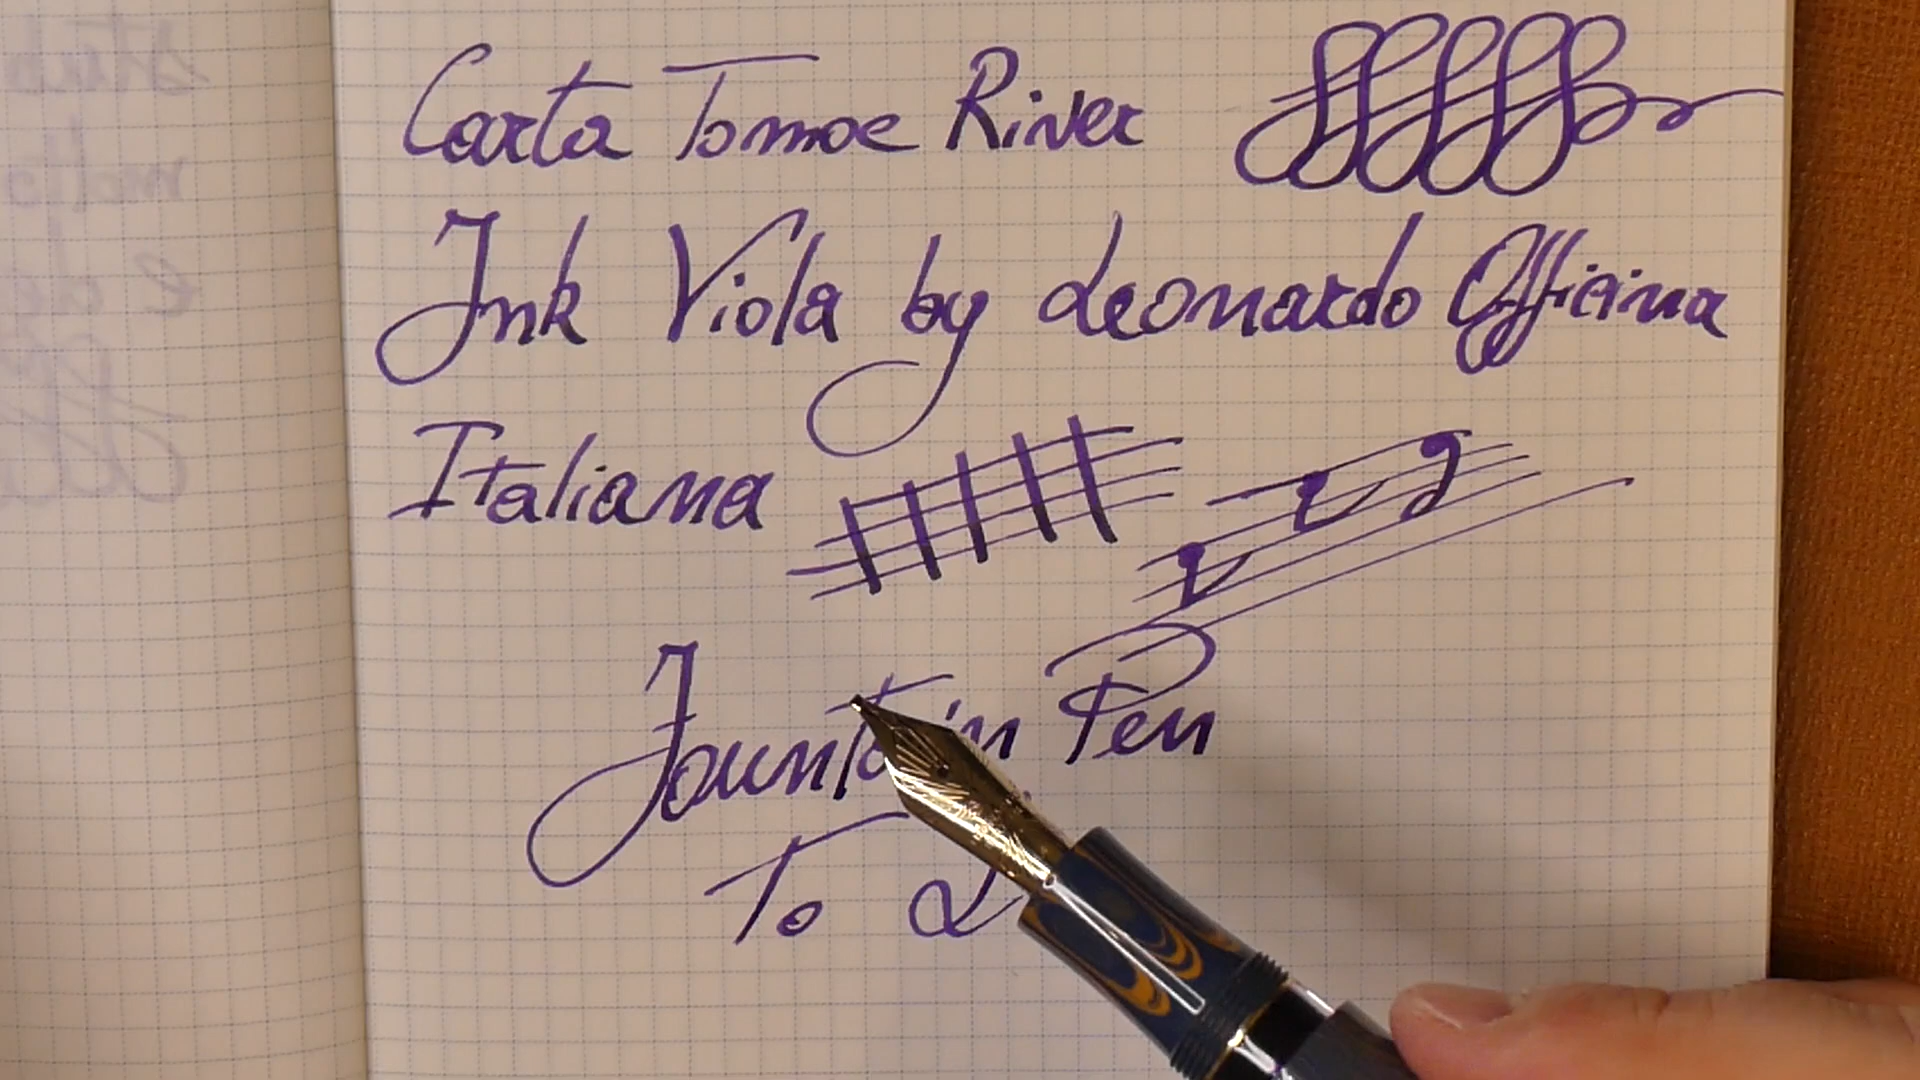 Carta Tomoe River
Ink Viola by Leonardo Officina
Italiana
Fountain Pen
To